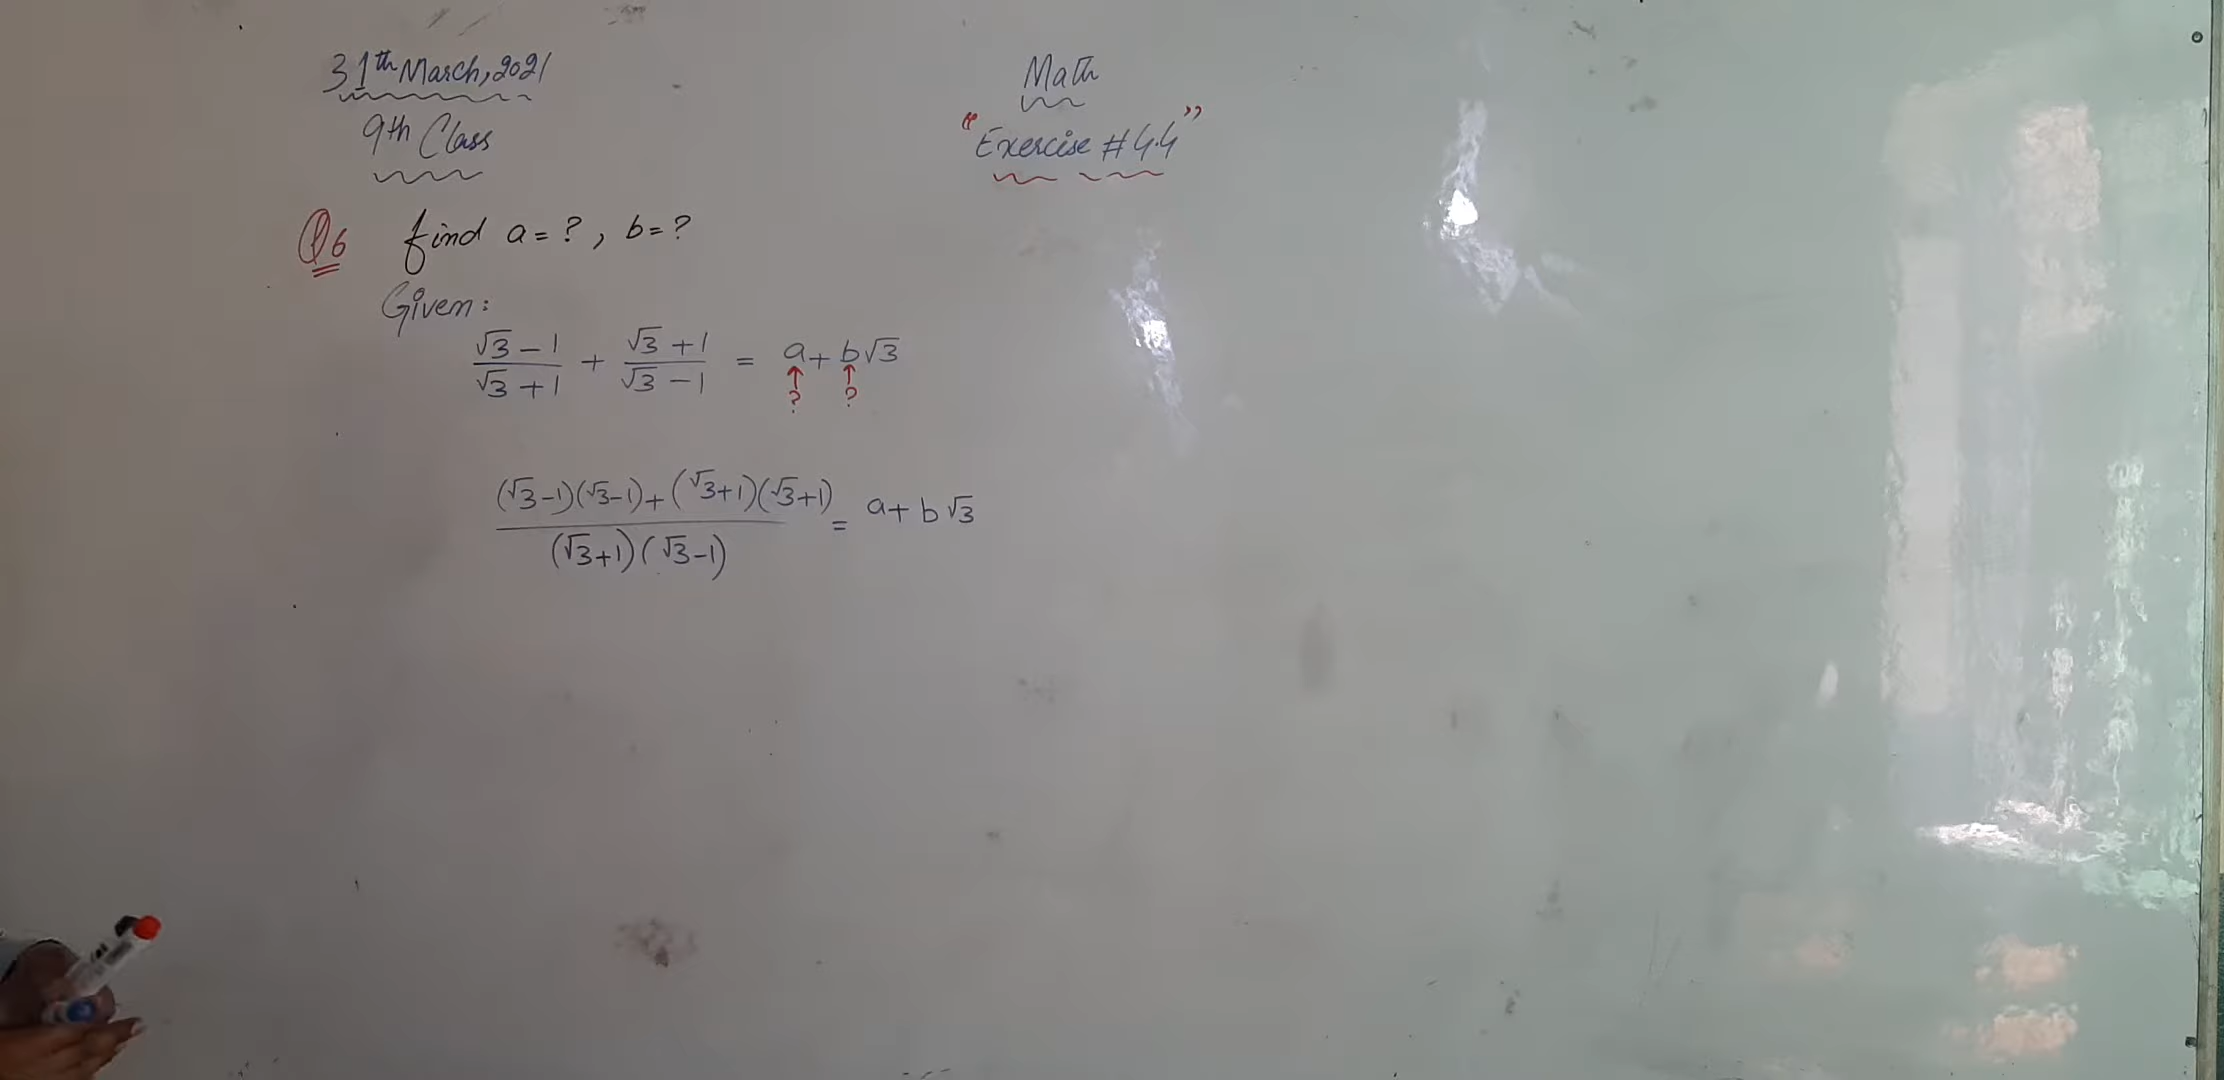 31th March, 2021
9th Class
Math
"Exercise #4.4"
Q6 find a = ?, b = ?
Given:
√3 - 1 / √3 + 1 + √3 + 1 / √3 - 1 = a + b√3
? ?
(√3-1)(√3-1)+(√3+1)(√3+1) / (√3+1)(√3-1) = a + b√3